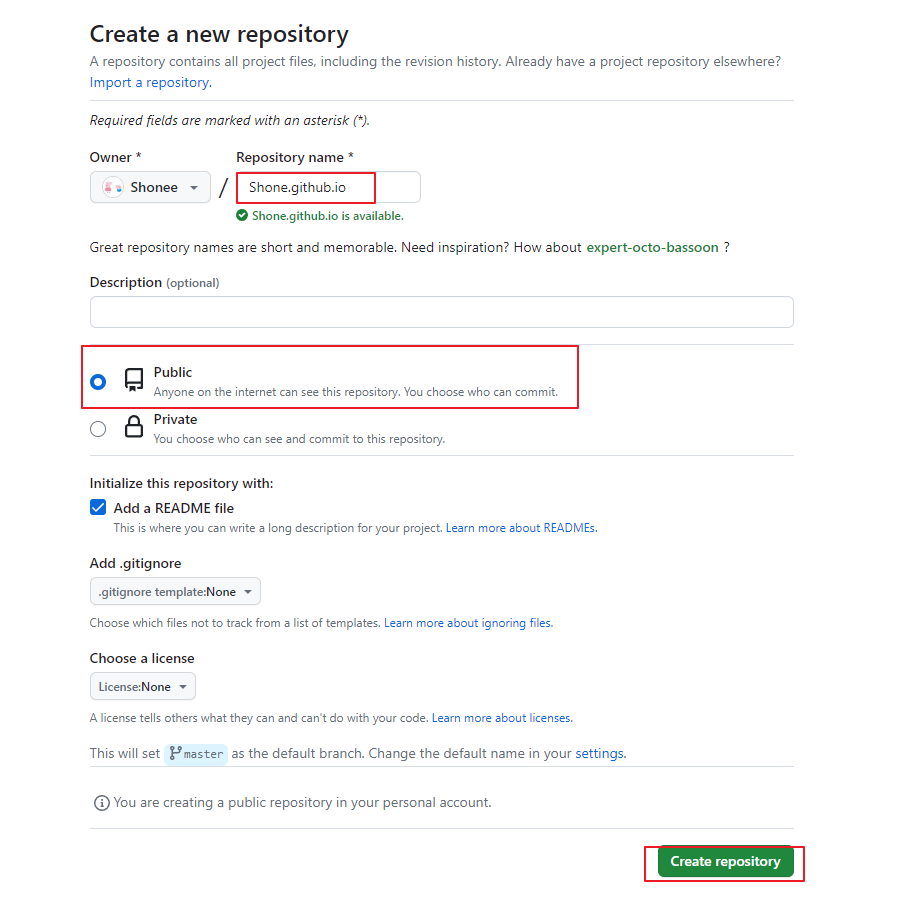 Create a new repository
A repository contains all project files, including the revision history. Already have a project repository elsewhere?
Import a repository.
Required fields are marked with an asterisk (*).
Owner * Repository name *
Shonee / Shone.github.io
Shone.github.io is available.
Great repository names are short and memorable. Need inspiration? How about expert-octo-bassoon ?
Description (optional)
Public
Anyone on the internet can see this repository. You choose who can commit.
Private
You choose who can see and commit to this repository.
Initialize this repository with:
Add a README file
This is where you can write a long description for your project. Learn more about READMEs.
Add .gitignore
.gitignore template:None
Choose which files not to track from a list of templates. Learn more about ignoring files.
Choose a license
License:None
A license tells others what they can and can't do with your code. Learn more about licenses.
This will set master as the default branch. Change the default name in your settings.
You are creating a public repository in your personal account.
Create repository